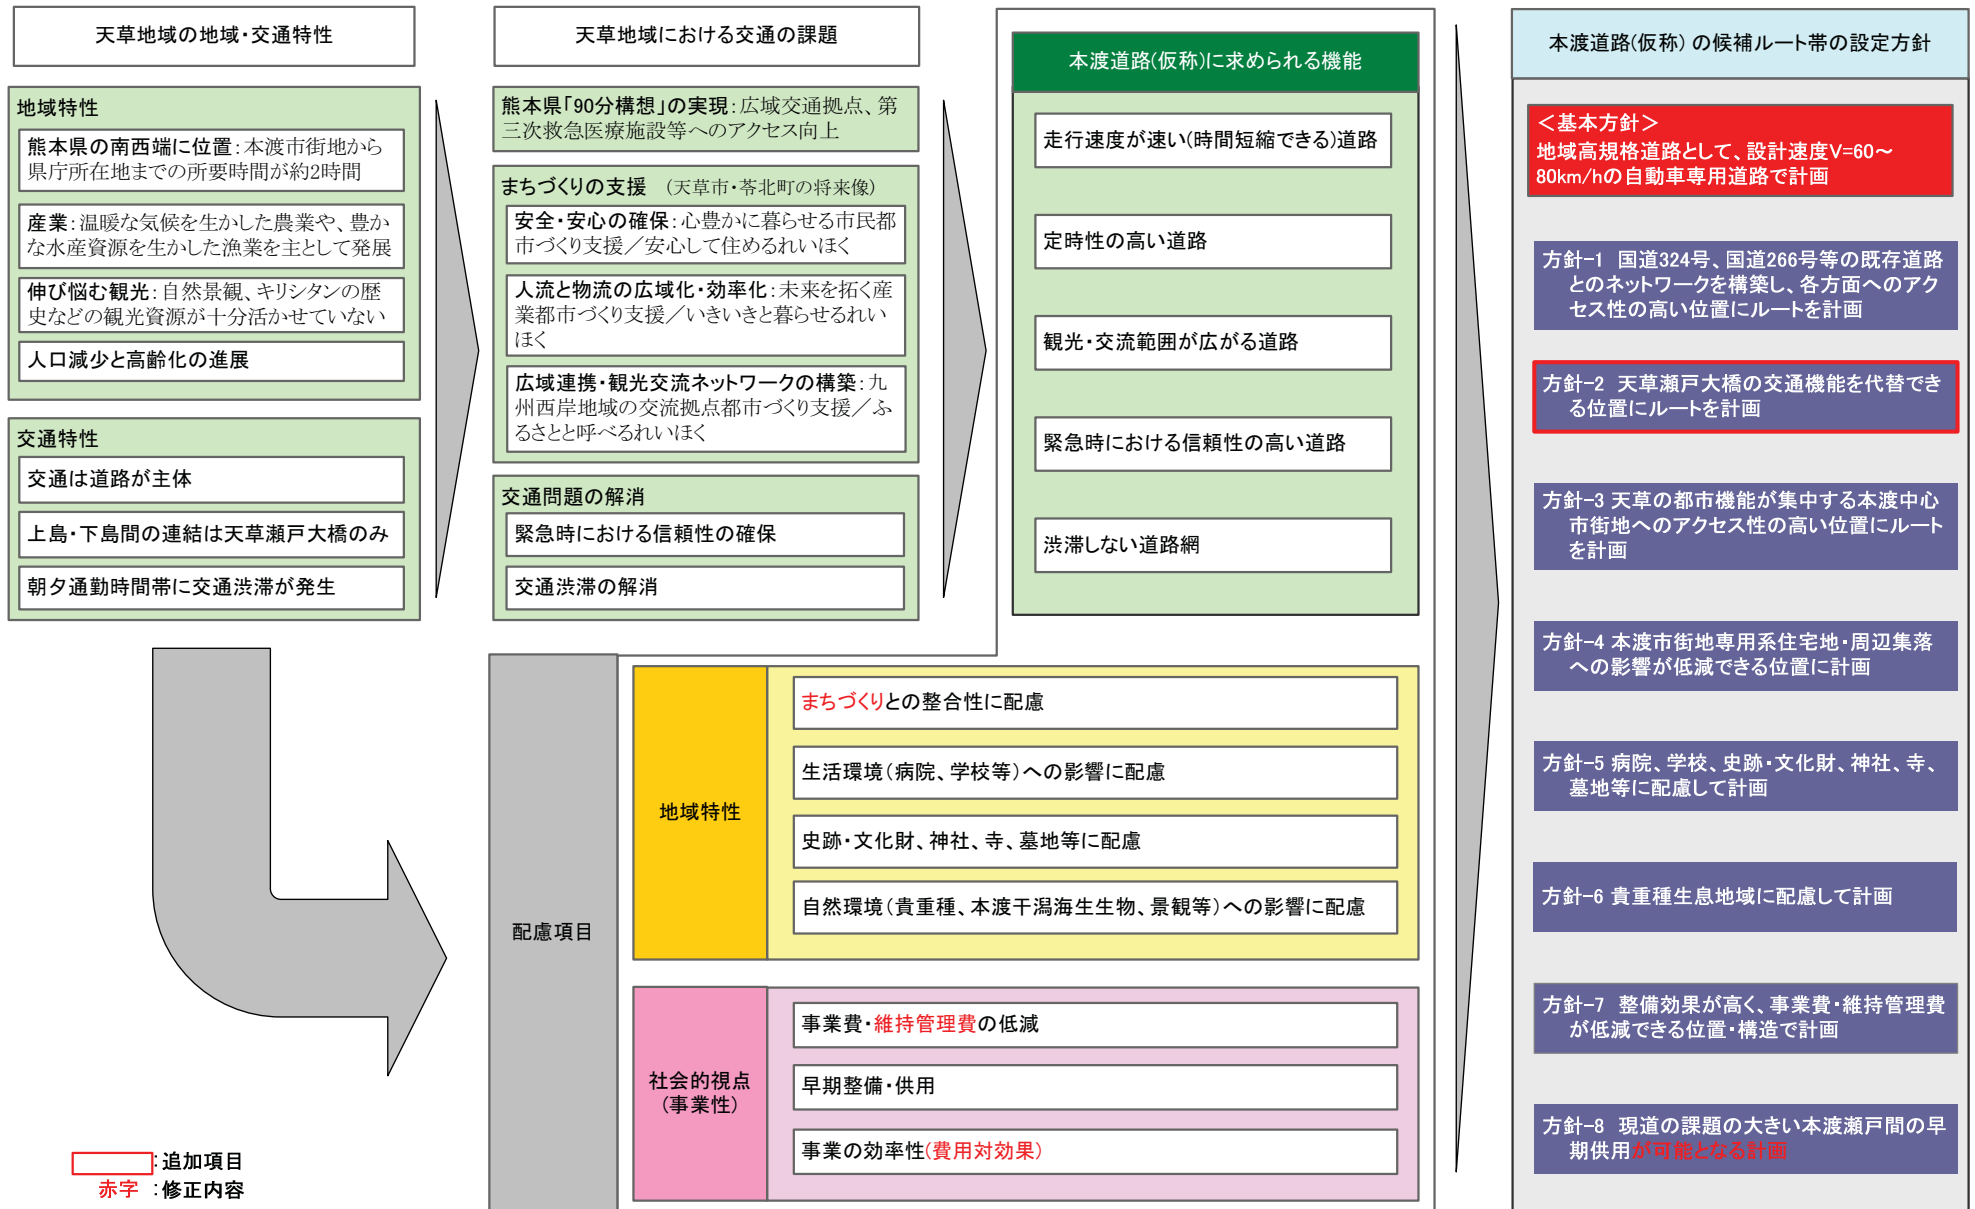 天草地域の地域・交通特性
地域特性
熊本県の南西端に位置：本渡市街地から
県庁所在地までの所要時間が約2時間
産業：温暖な気候を生かした農業や、豊か
な水産資源を生かした漁業を主として発展
伸び悩む観光：自然景観、キリシタンの歴
史などの観光資源が十分活かせていない
人口減少と高齢化の進展
交通特性
交通は道路が主体
上島・下島間の連結は天草瀬戸大橋のみ
朝夕通勤時間帯に交通渋滞が発生
天草地域における交通の課題
熊本県「90分構想」の実現：広域交通拠点、第
三次救急医療施設等へのアクセス向上
まちづくりの支援　（天草市・苓北町の将来像）
安全・安心の確保：心豊かに暮らせる市民都
市づくり支援／安心して住めるれいほく
人流と物流の広域化・効率化：未来を拓く産
業都市づくり支援／いきいきと暮らせるれい
ほく
広域連携・観光交流ネットワークの構築：九
州西岸地域の交流拠点都市づくり支援／ふ
るさとと呼べるれいほく
交通問題の解消
緊急時における信頼性の確保
交通渋滞の解消
本渡道路(仮称)に求められる機能
走行速度が速い(時間短縮できる)道路
定時性の高い道路
観光・交流範囲が広がる道路
緊急時における信頼性の高い道路
渋滞しない道路網
配慮項目
地域特性
まちづくりとの整合性に配慮
生活環境（病院、学校等）への影響に配慮
史跡・文化財、神社、寺、墓地等に配慮
自然環境（貴重種、本渡干潟海生生物、景観等）への影響に配慮
社会的視点
（事業性）
事業費・維持管理費の低減
早期整備・供用
事業の効率性(費用対効果)
本渡道路(仮称) の候補ルート帯の設定方針
＜基本方針＞
地域高規格道路として、設計速度V=60～
80km/hの自動車専用道路で計画
方針-1　国道324号、国道266号等の既存道路
とのネットワークを構築し、各方面へのアク
セス性の高い位置にルートを計画
方針-2　天草瀬戸大橋の交通機能を代替でき
る位置にルートを計画
方針-3 天草の都市機能が集中する本渡中心
市街地へのアクセス性の高い位置にルート
を計画
方針-4 本渡市街地専用系住宅地・周辺集落
への影響が低減できる位置に計画
方針-5 病院、学校、史跡・文化財、神社、寺、
墓地等に配慮して計画
方針-6 貴重種生息地域に配慮して計画
方針-7　整備効果が高く、事業費・維持管理費
が低減できる位置・構造で計画
方針-8　現道の課題の大きい本渡瀬戸間の早
期供用が可能となる計画
：追加項目
赤字 ：修正内容